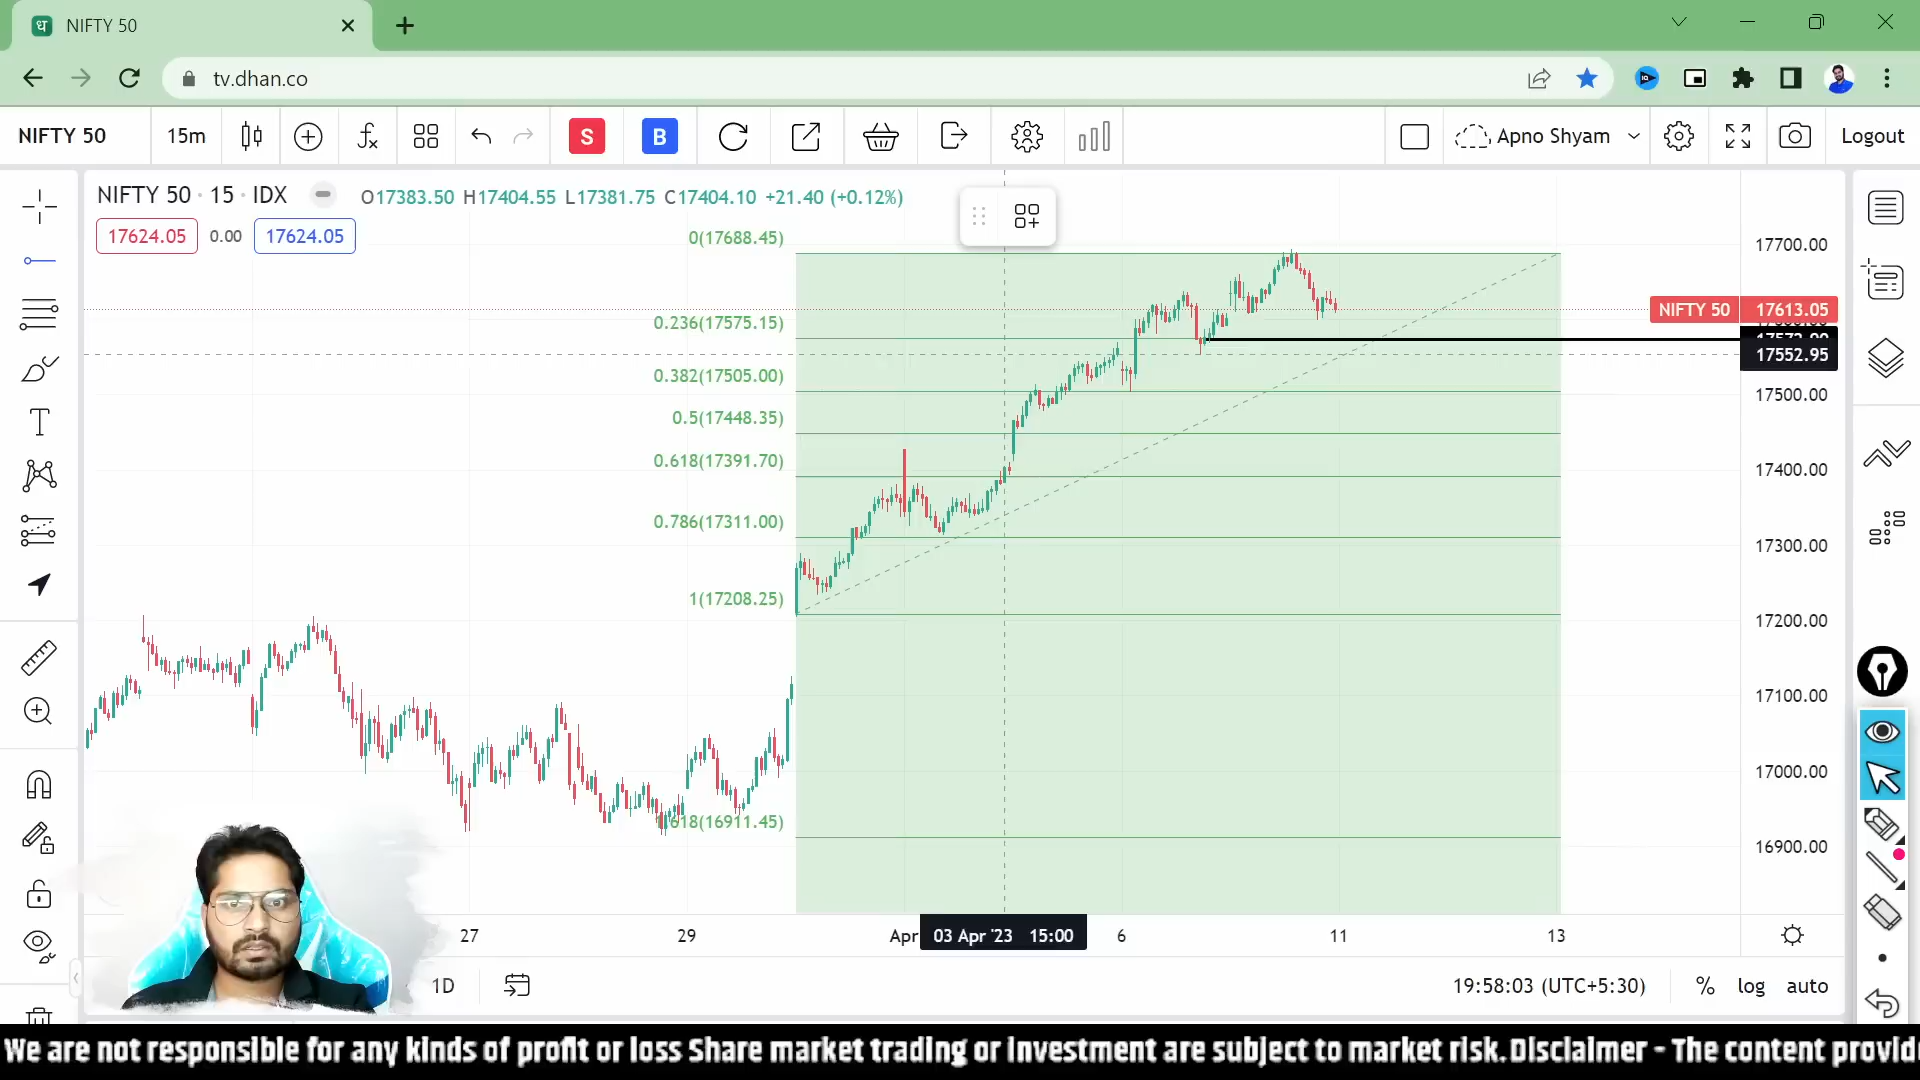 NIFTY 50
tv.dhan.co
NIFTY 50 15m S B Apno Shyam Logout
NIFTY 50 · 15 · IDX O17383.50 H17404.55 L17381.75 C17404.10 +21.40 (+0.12%)
17624.05 0.00 17624.05
0(17688.45)
0.236(17575.15)
0.382(17505.00)
0.5(17448.35)
0.618(17391.70)
0.786(17311.00)
1(17208.25)
618(16911.45)
17700.00
NIFTY 50 17613.05
17552.95
17500.00
17400.00
17300.00
17200.00
17100.00
17000.00
16900.00
27 29 Apr 03 Apr '23 15:00 6 11 13
1D 19:58:03 (UTC+5:30) % log auto
We are not responsible for any kinds of profit or loss Share market trading or investment are subject to market risk. Disclaimer - The content provid